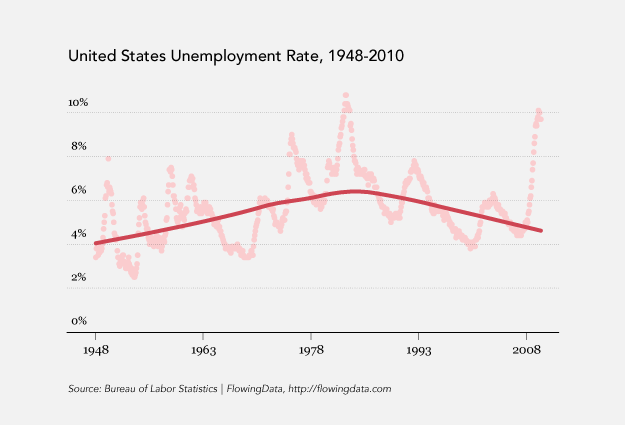 United States Unemployment Rate, 1948-2010
10%
8%
6%
4%
2%
0%
1948 1963 1978 1993 2008
Source: Bureau of Labor Statistics | FlowingData, http://flowingdata.com